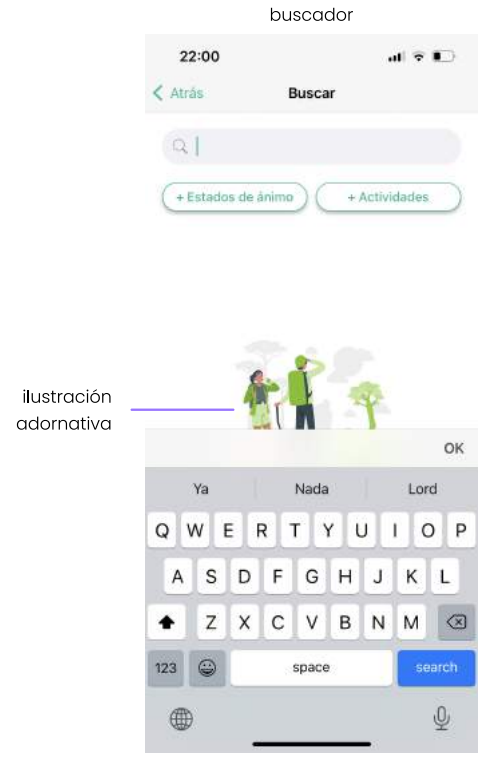 buscador
22:00
Atrás
Buscar
+ Estados de ánimo
+ Actividades
ilustración
adornativa
OK
Ya
Nada
Lord
Q W E R T Y U I O P
A S D F G H J K L
Z X C V B N M
123
space
search